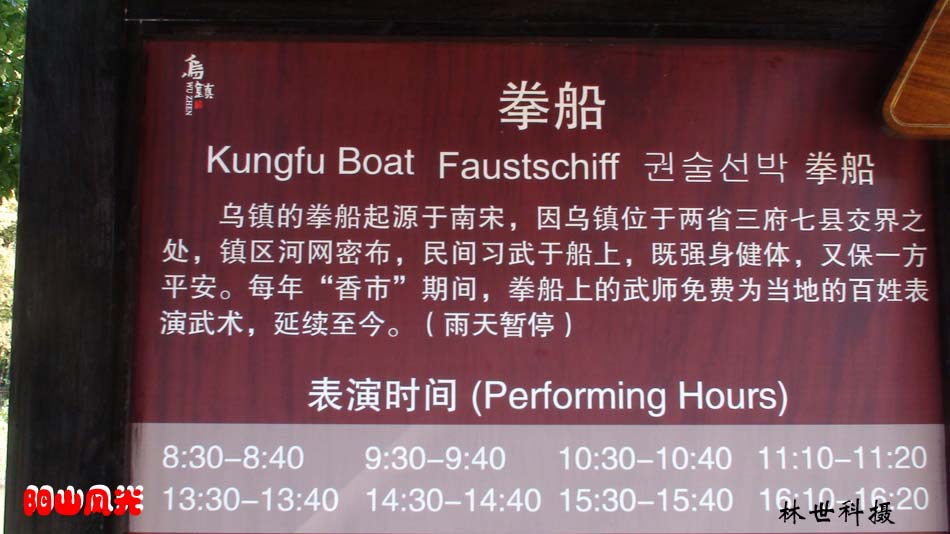 乌镇
WU ZHEN
拳船
Kungfu Boat Faustschiff 권술선박 拳船
乌镇的拳船起源于南宋，因乌镇位于两省三府七县交界之
处，镇区河网密布，民间习武于船上，既强身健体，又保一方
平安。每年“香市”期间，拳船上的武师免费为当地的百姓表
演武术，延续至今。（雨天暂停）
表演时间 (Performing Hours)
8:30–8:40 9:30–9:40 10:30–10:40 11:10–11:20
13:30–13:40 14:30–14:40 15:30–15:40 16:10–16:20
阳山风光
林世科摄